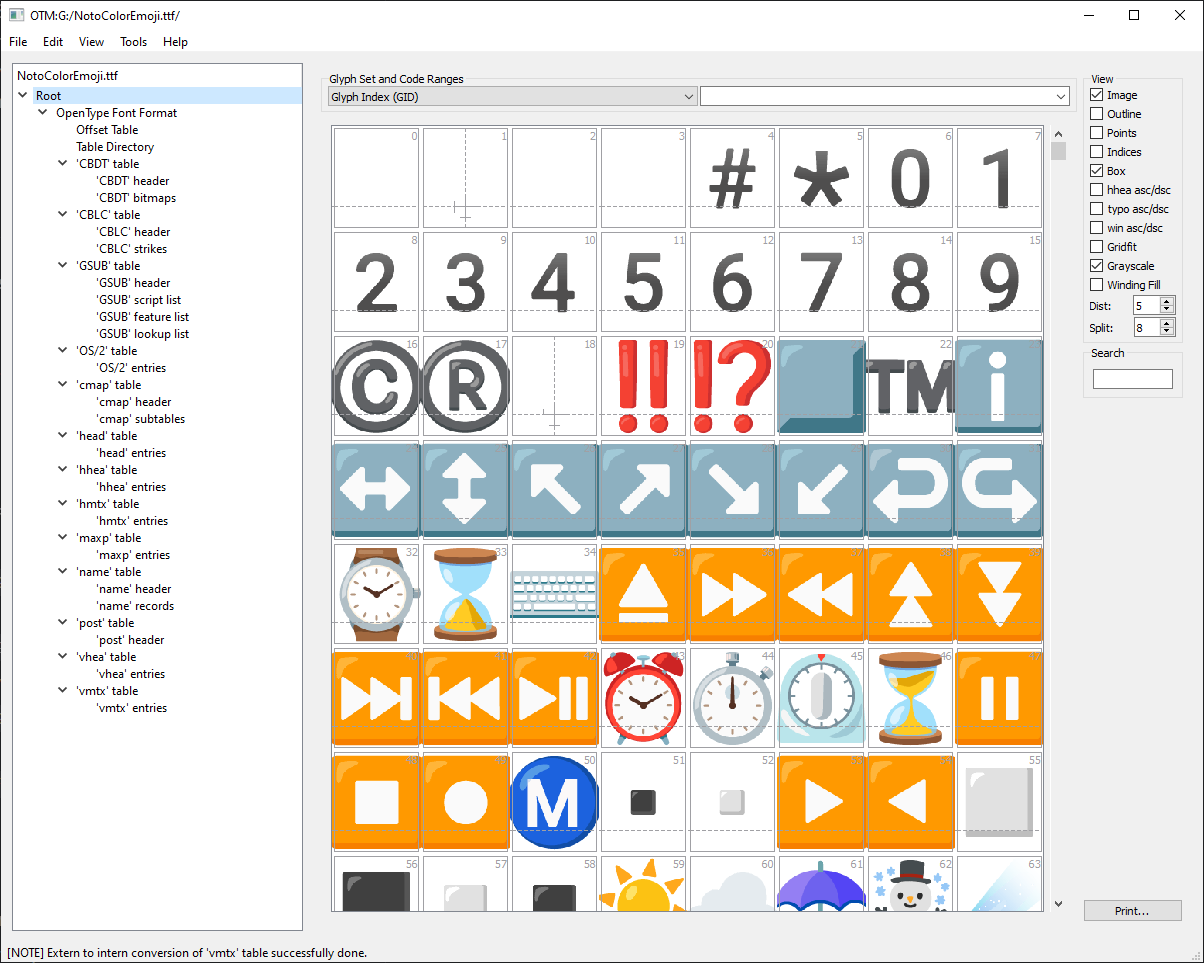 OTM:G:/NotoColorEmoji.ttf/
File Edit View Tools Help
NotoColorEmoji.ttf
Root
OpenType Font Format
Offset Table
Table Directory
'CBDT' table
'CBDT' header
'CBDT' bitmaps
'CBLC' table
'CBLC' header
'CBLC' strikes
'GSUB' table
'GSUB' header
'GSUB' script list
'GSUB' feature list
'GSUB' lookup list
'OS/2' table
'OS/2' entries
'cmap' table
'cmap' header
'cmap' subtables
'head' table
'head' entries
'hhea' table
'hhea' entries
'hmtx' table
'hmtx' entries
'maxp' table
'maxp' entries
'name' table
'name' header
'name' records
'post' table
'post' header
'vhea' table
'vhea' entries
'vmtx' table
'vmtx' entries
Glyph Set and Code Ranges
Glyph Index (GID)
0 1 2 3 4 5 6 7
# * 0 1
8 9 10 11 12 13 14 15
2 3 4 5 6 7 8 9
16 17 18 19 20 22
© ® ‼ ⁉ TM i
32 33 34
43 44 45 46
50 51 52 55
M
56 57 58 59 60 61 62 63
View
Image
Outline
Points
Indices
Box
hhea asc/dsc
typo asc/dsc
win asc/dsc
Gridfit
Grayscale
Winding Fill
Dist: 5
Split: 8
Search
Print...
[NOTE] Extern to intern conversion of 'vmtx' table successfully done.